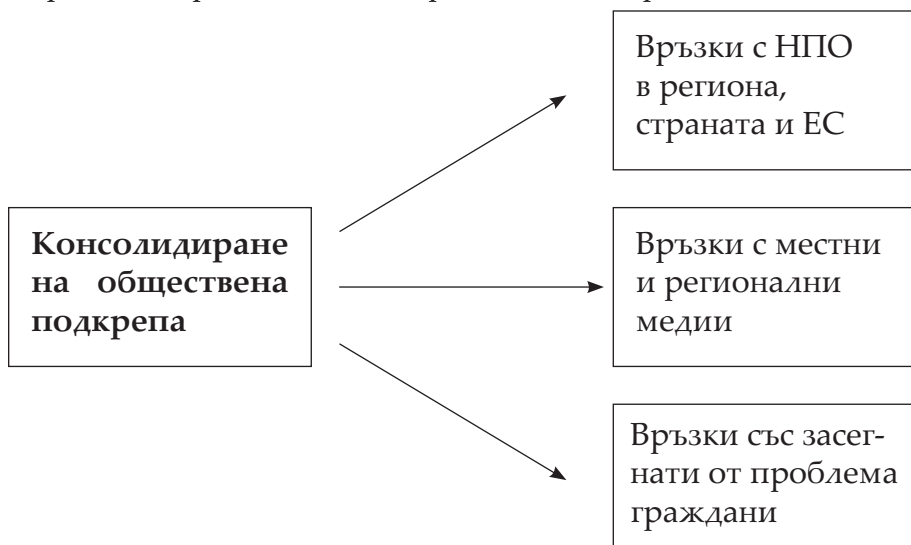 Връзки с НПО
в региона,
страната и ЕС
Консолидиране
на обществена
подкрепа
Връзки с местни
и регионални
медии
Връзки със засег-
нати от проблема
граждани